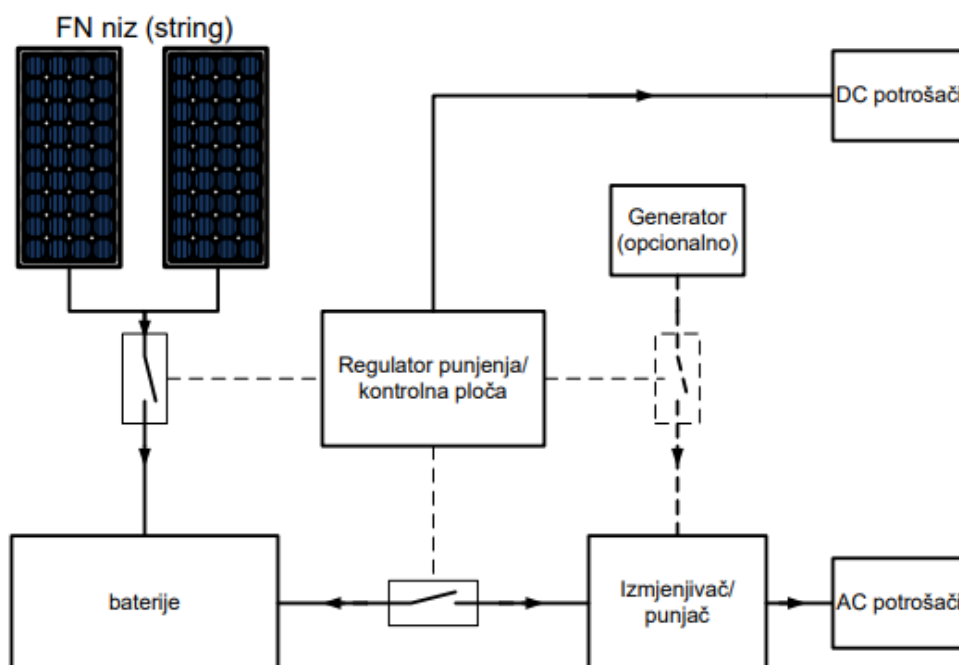 FN niz (string)
DC potrošači
Generator
(opcionalno)
Regulator punjenja/
kontrolna ploča
baterije
Izmjenjivač/
punjač
AC potrošači